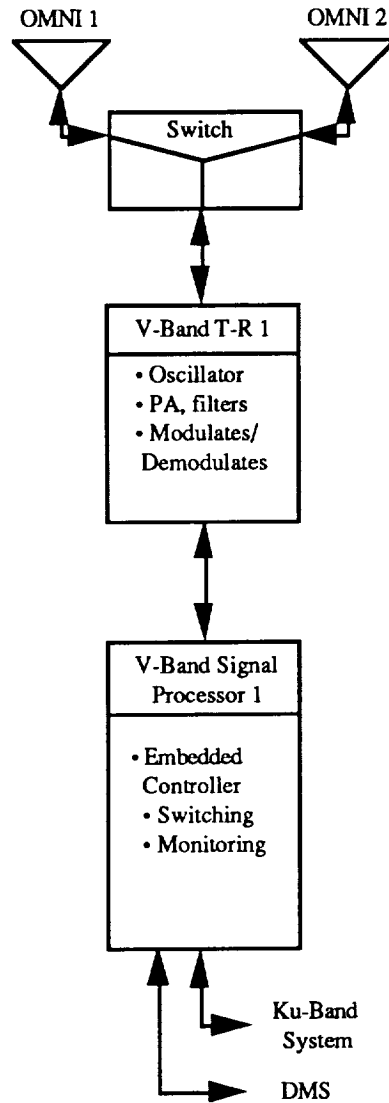 OMNI 1
OMNI 2
Switch
V-Band T-R 1
• Oscillator
• PA, filters
• Modulates/
Demodulates
V-Band Signal
Processor 1
• Embedded
Controller
• Switching
• Monitoring
Ku-Band
System
DMS